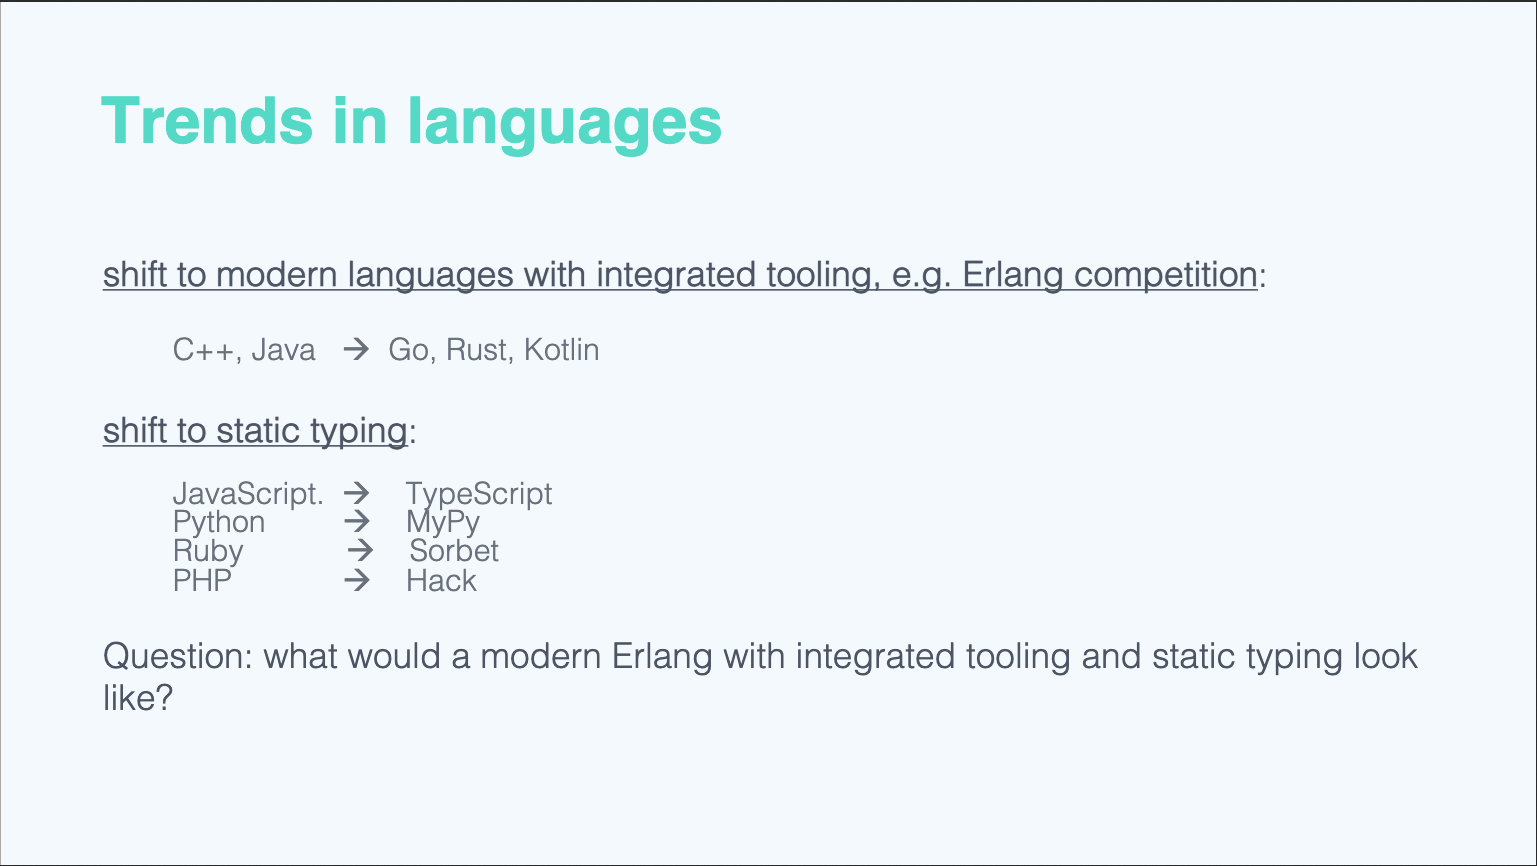 Trends in languages
shift to modern languages with integrated tooling, e.g. Erlang competition:
C++, Java → Go, Rust, Kotlin
shift to static typing:
JavaScript. → TypeScript
Python → MyPy
Ruby → Sorbet
PHP → Hack
Question: what would a modern Erlang with integrated tooling and static typing look
like?